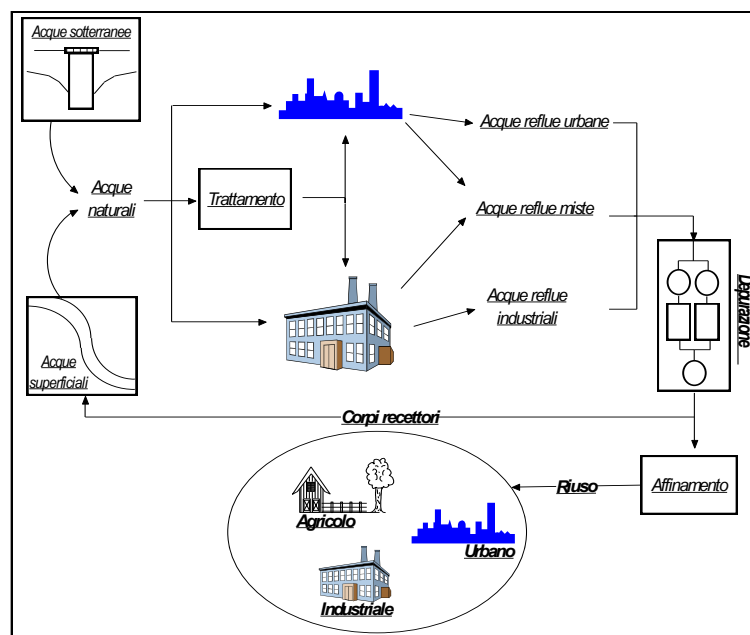 Acque sotterranee
Acque reflue urbane
Acque
naturali
Trattamento
Acque reflue miste
Acque reflue
industriali
Depurazione
Acque
superficiali
Corpi recettori
Riuso
Affinamento
Agricolo
Urbano
Industriale